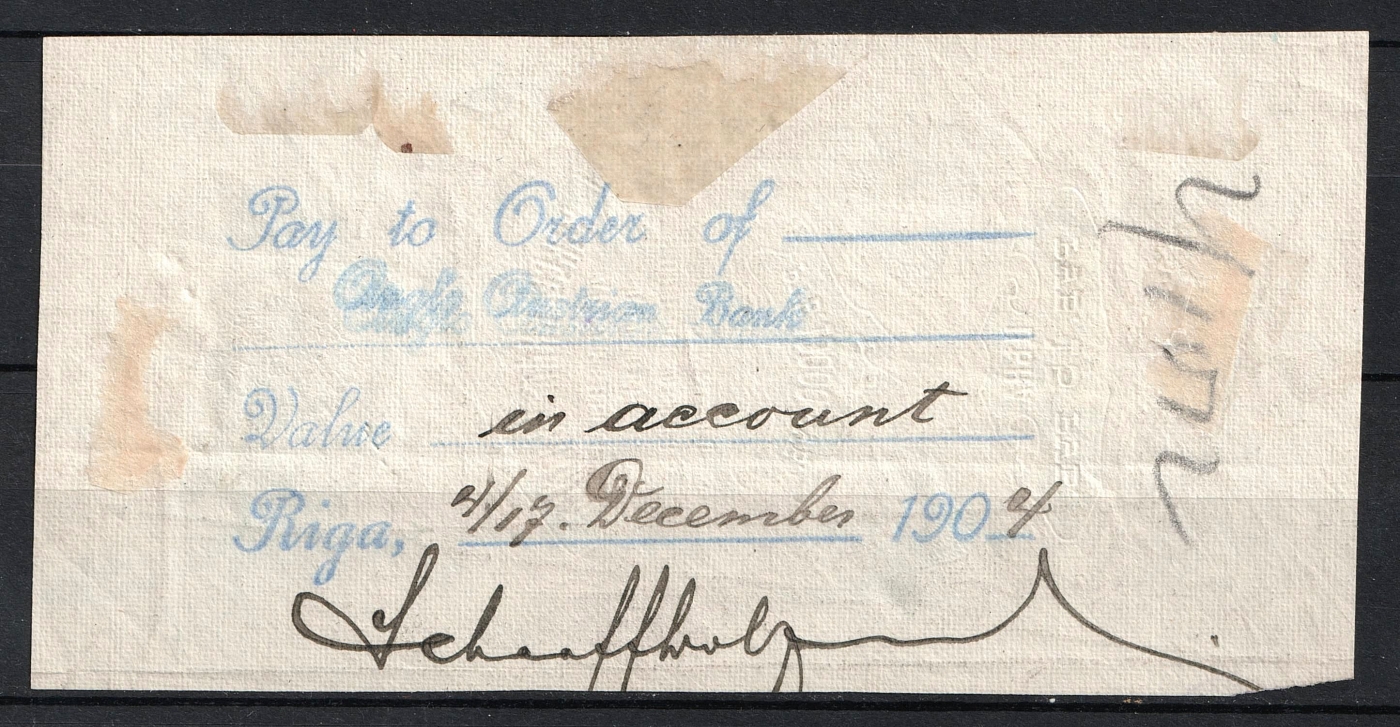 Pay to Order of
Anglo Austrian Bank
Value in account
Riga, 4/17. December 1904